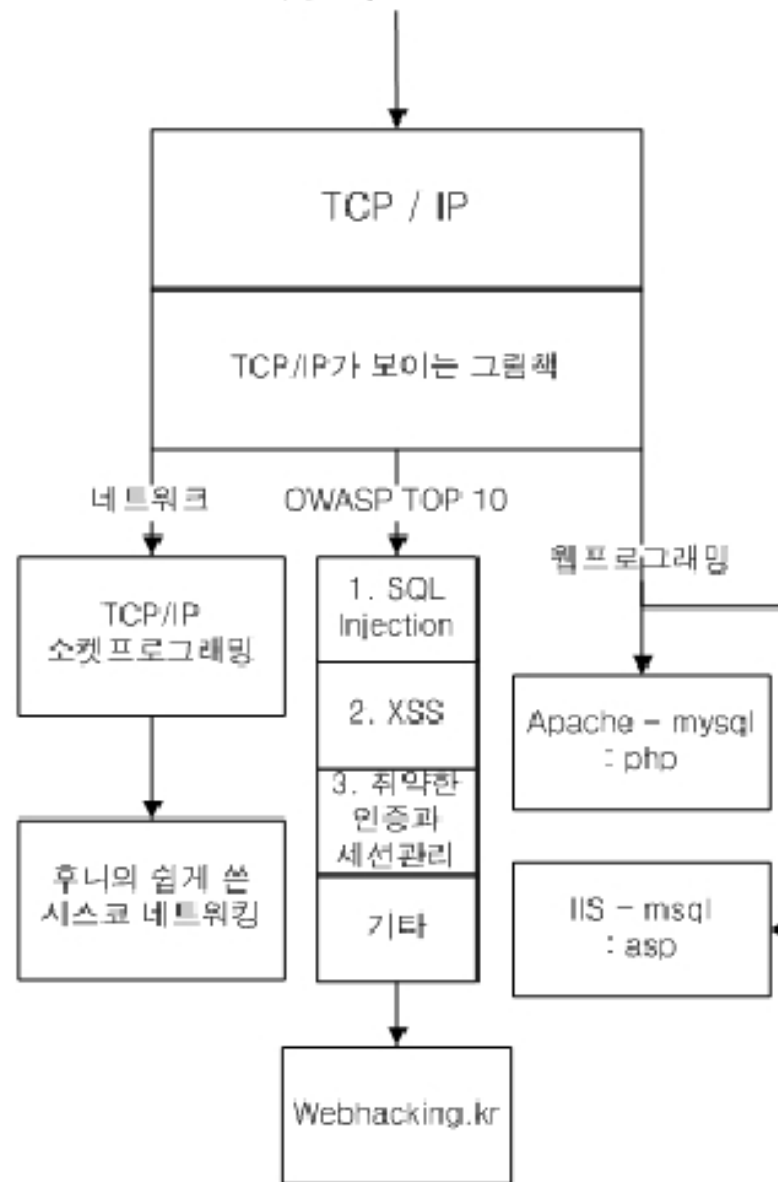 TCP / IP
TCP/IP가 보이는 그림책
네트워크
OWASP TOP 10
웹프로그래밍
TCP/IP
소켓프로그래밍
후니의 쉽게 쓴
시스코 네트워킹
1. SQL
Injection
2. XSS
3. 취약한
인증과
세선관리
기타
Webhacking.kr
Apache - mysql
: php
IIS - msql
: asp